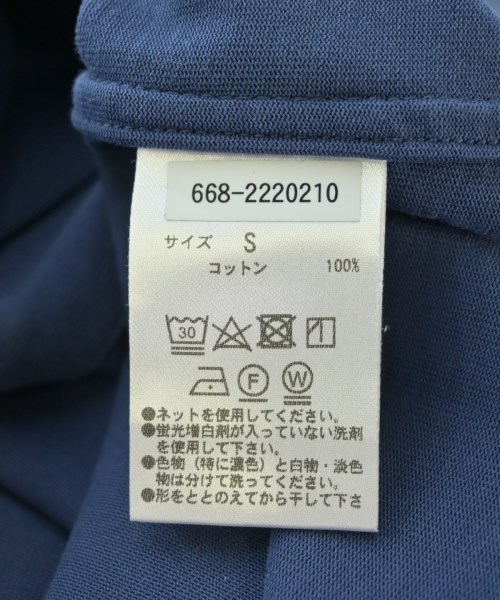 668-2220210
サイズ S
コットン 100%
30
F W
●ネットを使用してください。
●蛍光増白剤が入っていない洗剤
を使用して下さい。
●色物（特に濃色）と白物・淡色
物は分けて洗ってください。
●形をととのえてから干して下さ